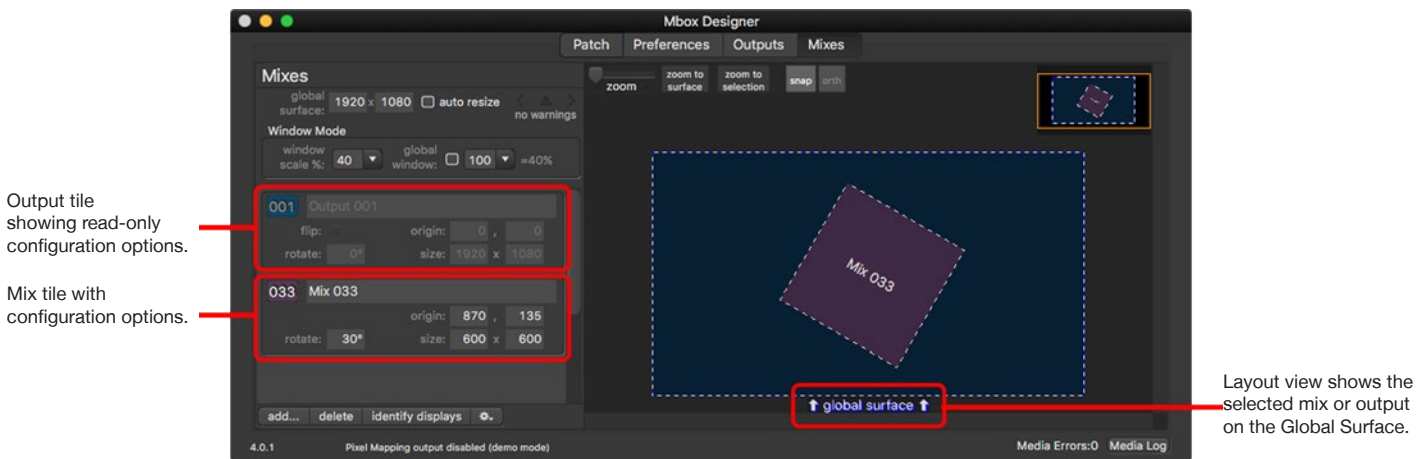 Mbox Designer
Patch Preferences Outputs Mixes
Mixes
global surface: 1920 x 1080 auto resize
< >
no warnings
Window Mode
window scale %: 40 global window: 100 =40%
001 Output 001
flip: origin: 0 , 0
rotate: 0° size: 1920 x 1080
033 Mix 033
origin: 870 , 135
rotate: 30° size: 600 x 600
add... delete identify displays
4.0.1 Pixel Mapping output disabled (demo mode)
zoom
zoom to surface
zoom to selection
snap orth
Mix 033
↑ global surface ↑
Media Errors:0 Media Log
Output tile
showing read-only
configuration options.
Mix tile with
configuration options.
Layout view shows the
selected mix or output
on the Global Surface.